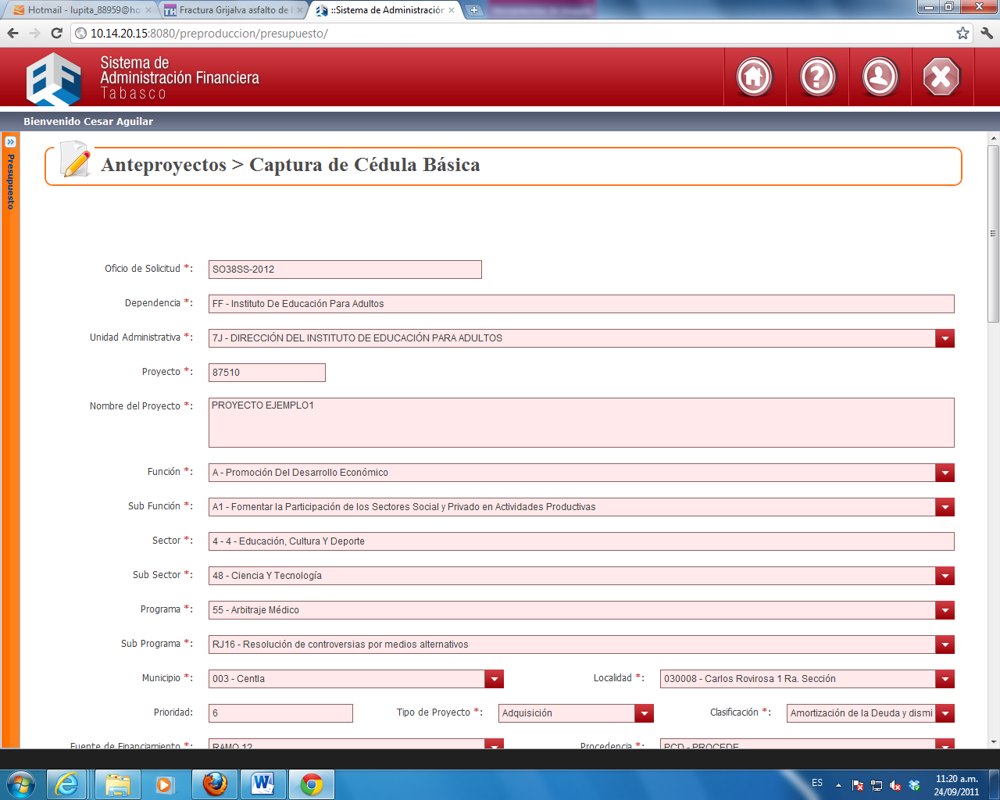 Hotmail - lupita_88959@ho
Fractura Grijalva asfalto de
::Sistema de Administración
10.14.20.15:8080/preproduccion/presupuesto/
Sistema de
Administración Financiera
Tabasco
Bienvenido Cesar Aguilar
Presupuesto
Anteproyectos > Captura de Cédula Básica
Oficio de Solicitud *: SO38SS-2012
Dependencia *: FF - Instituto De Educación Para Adultos
Unidad Administrativa *: 7J - DIRECCIÓN DEL INSTITUTO DE EDUCACIÓN PARA ADULTOS
Proyecto *: 87510
Nombre del Proyecto *: PROYECTO EJEMPLO1
Función *: A - Promoción Del Desarrollo Económico
Sub Función *: A1 - Fomentar la Participación de los Sectores Social y Privado en Actividades Productivas
Sector *: 4 - 4 - Educación, Cultura Y Deporte
Sub Sector *: 48 - Ciencia Y Tecnología
Programa *: 55 - Arbitraje Médico
Sub Programa *: RJ16 - Resolución de controversias por medios alternativos
Municipio *: 003 - Centla Localidad *: 030008 - Carlos Rovirosa 1 Ra. Sección
Prioridad: 6 Tipo de Proyecto *: Adquisición Clasificación *: Amortización de la Deuda y dismi
Fuente de Financiamiento *: RAMO 12 Procedencia *: PCD - PROCEDE
ES
11:20 a.m.
24/09/2011